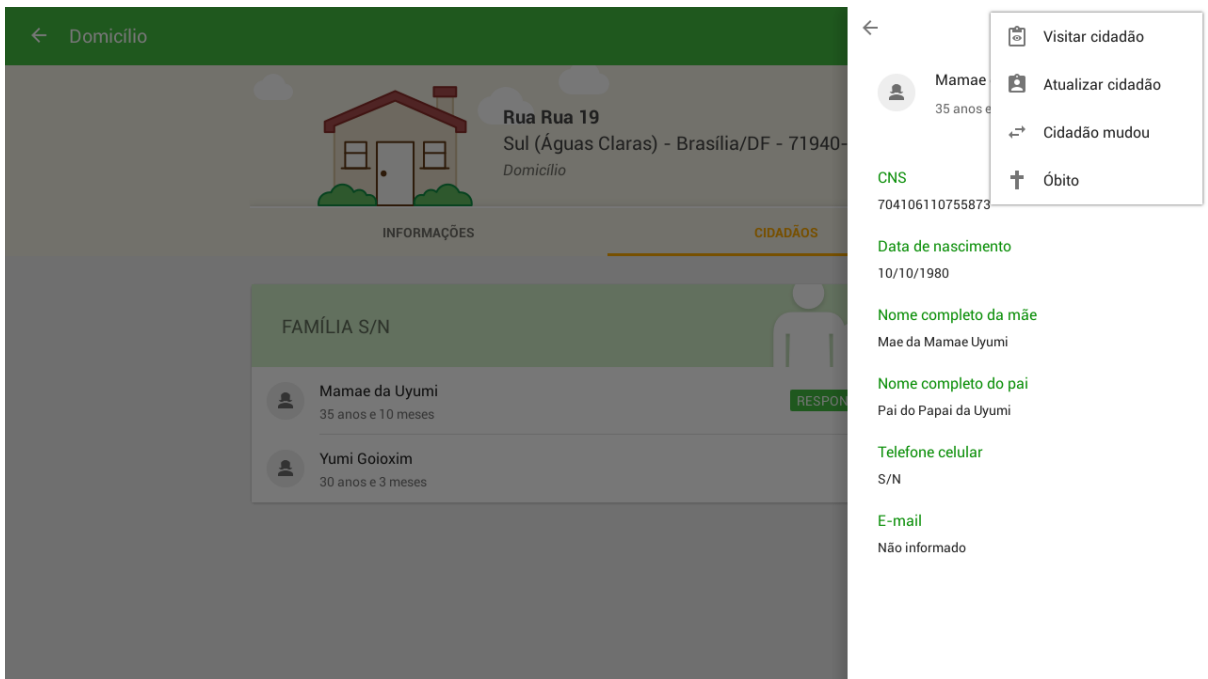 Domicílio
Rua Rua 19
Sul (Águas Claras) - Brasília/DF - 71940-
Domicílio
INFORMAÇÕES
CIDADÃOS
FAMÍLIA S/N
Mamae da Uyumi
35 anos e 10 meses
RESPON
Yumi Goioxim
30 anos e 3 meses
Mamae
35 anos e
Visitar cidadão
Atualizar cidadão
Cidadão mudou
Óbito
CNS
704106110755873
Data de nascimento
10/10/1980
Nome completo da mãe
Mae da Mamae Uyumi
Nome completo do pai
Pai do Papai da Uyumi
Telefone celular
S/N
E-mail
Não informado